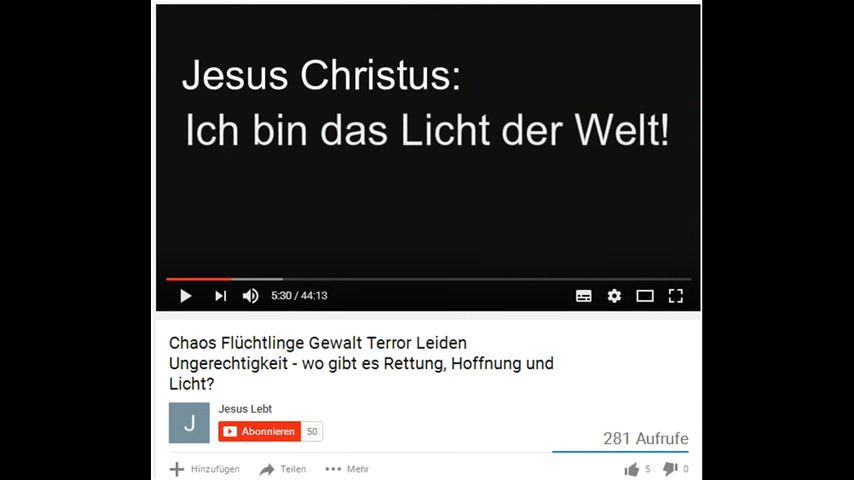 Jesus Christus:
Ich bin das Licht der Welt!
5:30 / 44:13
Chaos Flüchtlinge Gewalt Terror Leiden
Ungerechtigkeit - wo gibt es Rettung, Hoffnung und
Licht?
J
Jesus Lebt
Abonnieren 50
281 Aufrufe
Hinzufügen Teilen Mehr 5 0